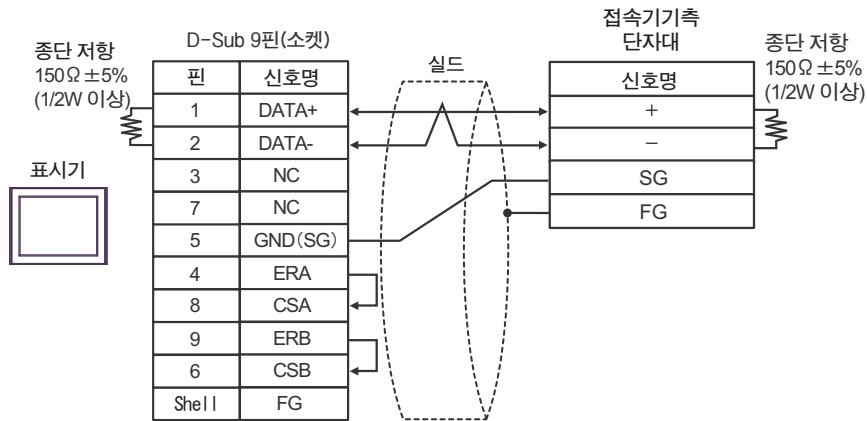 종단 저항
150Ω±5%
(1/2W 이상)
D-Sub 9핀(소켓)
실드
접속기기측
단자대
종단 저항
150Ω±5%
(1/2W 이상)
표시기
핀 신호명
1 DATA+
2 DATA-
3 NC
7 NC
5 GND(SG)
4 ERA
8 CSA
9 ERB
6 CSB
Shell FG
신호명
+
-
SG
FG